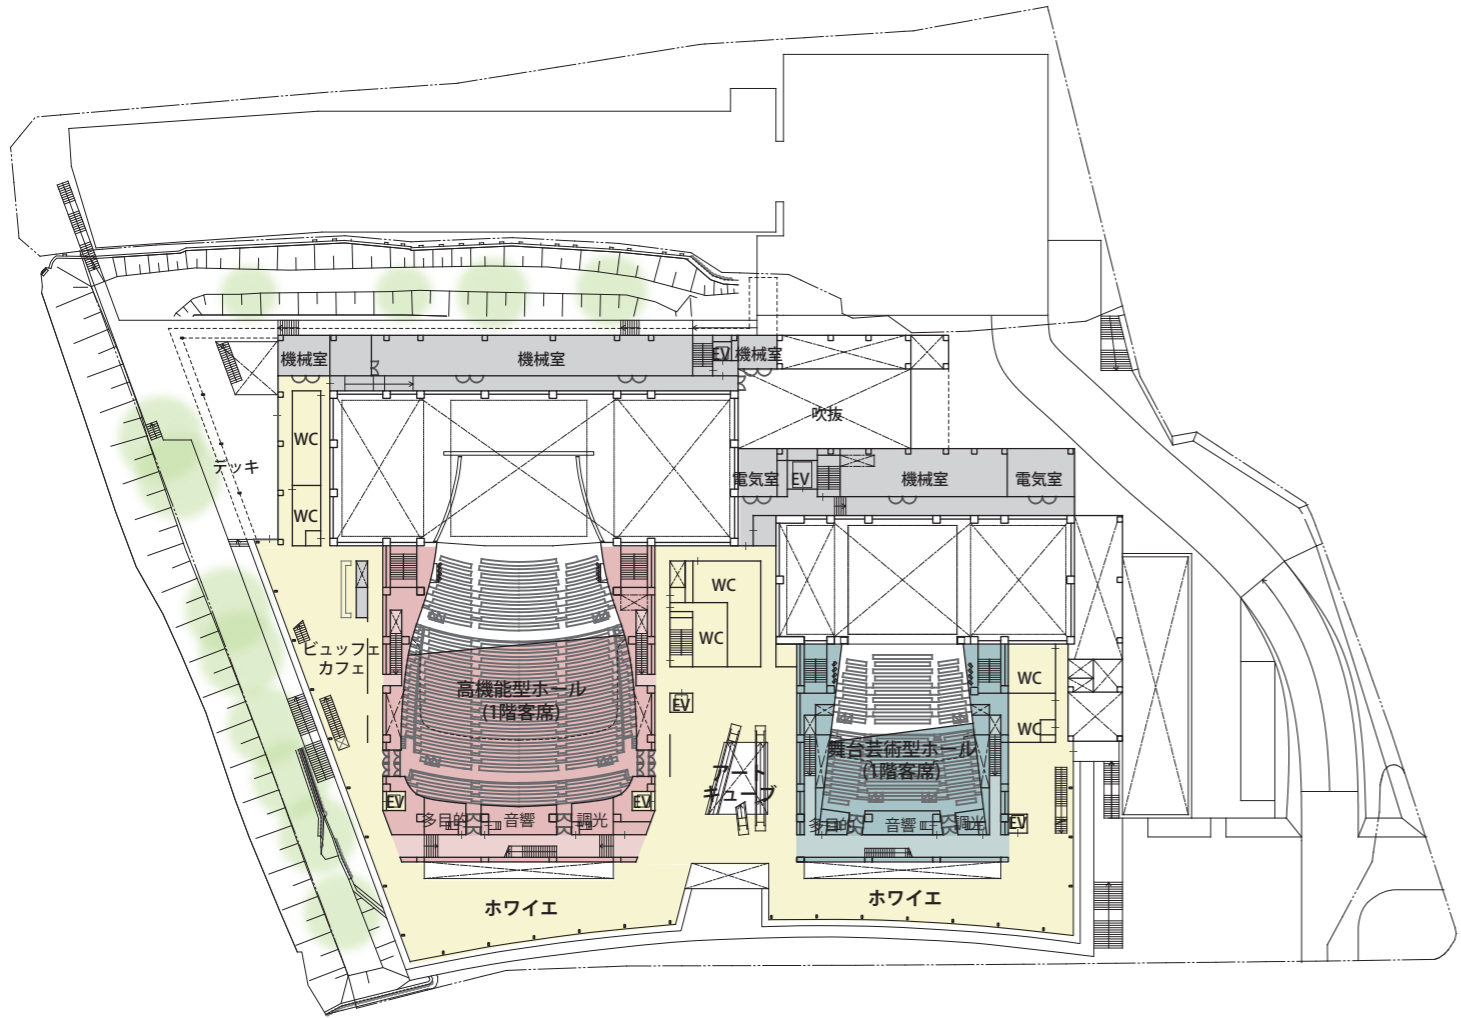 機械室
機械室
EV
機械室
吹抜
WC
デッキ
電気室
EV
機械室
電気室
WC
WC
WC
ビュッフェ
カフェ
高機能型ホール
(1階客席)
EV
WC
WC
舞台芸術型ホール
(1階客席)
アート
キューブ
EV
EV
多目的
音響
調光
多目的
音響
調光
EV
ホワイエ
ホワイエ